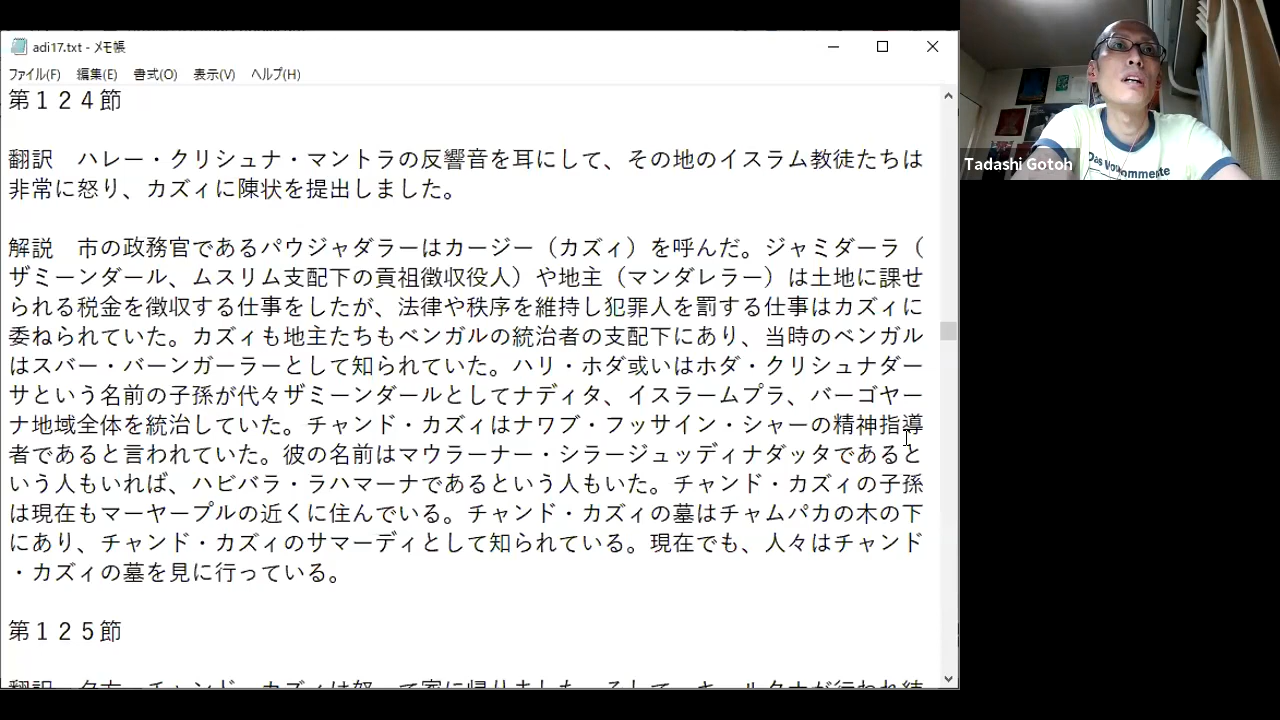 adi17.txt - メモ帳
ファイル(F) 編集(E) 書式(O) 表示(V) ヘルプ(H)
第１２４節
翻訳　ハレー・クリシュナ・マントラの反響音を耳にして、その地のイスラム教徒たちは
非常に怒り、カズィに陳状を提出しました。
解説　市の政務官であるパウジャダラーはカージー（カズィ）を呼んだ。ジャミダーラ（
ザミーンダール、ムスリム支配下の貢祖徴収役人）や地主（マンダレラー）は土地に課せ
られる税金を徴収する仕事をしたが、法律や秩序を維持し犯罪人を罰する仕事はカズィに
委ねられていた。カズィも地主たちもベンガルの統治者の支配下にあり、当時のベンガル
はスバー・バーンガーラーとして知られていた。ハリ・ホダ或いはホダ・クリシュナダー
サという名前の子孫が代々ザミーンダールとしてナディタ、イスラームプラ、バーゴヤー
ナ地域全体を統治していた。チャンド・カズィはナワブ・フッサイン・シャーの精神指導
者であると言われていた。彼の名前はマウラーナー・シラージュッディナダッタであると
いう人もいれば、ハビバラ・ラハマーナであるという人もいた。チャンド・カズィの子孫
は現在もマーヤープルの近くに住んでいる。チャンド・カズィの墓はチャムパカの木の下
にあり、チャンド・カズィのサマーディとして知られている。現在でも、人々はチャンド
・カズィの墓を見に行っている。
第１２５節
Tadashi Gotoh